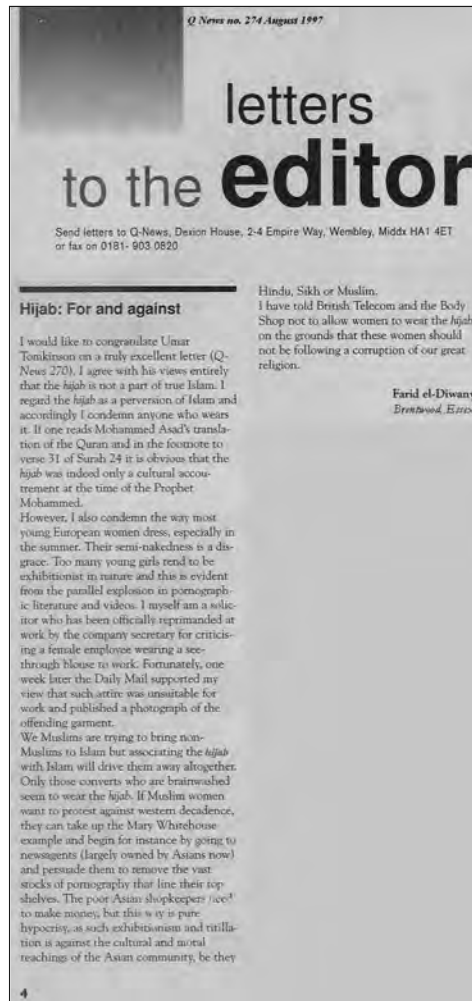 Q News no. 274 August 1997
letters
to the editor
Send letters to Q-News, Dexion House, 2-4 Empire Way, Wembley, Middx HA1 4ET
or fax on 0181- 903 0820
Hijab: For and against
I would like to congratulate Umar
Tomkinson on a truly excellent letter (Q-
News 270). I agree with his views entirely
that the hijab is not a part of true Islam. I
regard the hijab as a perversion of Islam and
accordingly I condemn anyone who wears
it. If one reads Mohammed Asad's transla-
tion of the Quran and in the footnote to
verse 31 of Surah 24 it is obvious that the
hijab was indeed only a cultural accou-
trement at the time of the Prophet
Mohammed.
However, I also condemn the way most
young European women dress, especially in
the summer. Their semi-nakedness is a dis-
grace. Too many young girls tend to be
exhibitionist in nature and this is evident
from the parallel explosion in pornograph-
ic literature and videos. I myself am a solic-
itor who has been officially reprimanded at
work by the company secretary for criticis-
ing a female employee wearing a see-
through blouse to work. Fortunately, one
week later the Daily Mail supported my
view that such attire was unsuitable for
work and published a photograph of the
offending garment.
We Muslims are trying to bring non-
Muslims to Islam but associating the hijab
with Islam will drive them away altogether.
Only those converts who are brainwashed
seem to wear the hijab. If Muslim women
want to protest against western decadence,
they can take up the Mary Whitehouse
example and begin for instance by going to
newsagents (largely owned by Asians now)
and persuade them to remove the vast
stocks of pornography that line their top
shelves. The poor Asian shopkeepers need
to make money, but this way is pure
hypocrisy, as such exhibitionism and titilla-
tion is against the cultural and moral
teachings of the Asian community, be they
Hindu, Sikh or Muslim.
I have told British Telecom and the Body
Shop not to allow women to wear the hijab
on the grounds that these women should
not be following a corruption of our great
religion.
Farid el-Diwany
Brentwood, Essex
4